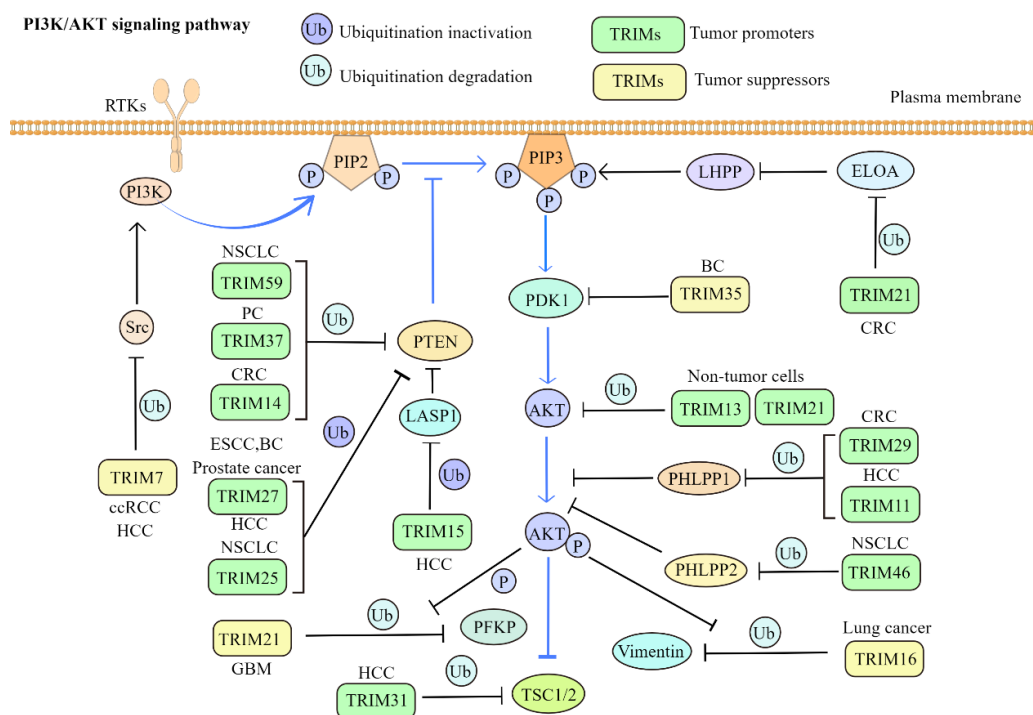 PI3K/AKT signaling pathway
Ub Ubiquitination inactivation
TRIMs Tumor promoters
Ub Ubiquitination degradation
TRIMs Tumor suppressors
RTKs
Plasma membrane
PIP2
P
P
PIP3
P
P
P
LHPP
ELOA
PI3K
Ub
NSCLC
TRIM59
BC
TRIM35
PDK1
TRIM21
CRC
PC
TRIM37
Ub
PTEN
Src
CRC
TRIM14
LASP1
AKT
Ub
Non-tumor cells
TRIM13
TRIM21
Ub
CRC
TRIM29
ESCC,BC
Ub
Prostate cancer
TRIM27
HCC
TRIM7
ccRCC
HCC
Ub
PHLPP1
Ub
HCC
TRIM11
NSCLC
TRIM25
TRIM15
HCC
AKT
P
PHLPP2
Ub
NSCLC
TRIM46
P
TRIM21
GBM
Ub
PFKP
Vimentin
Ub
Lung cancer
TRIM16
HCC
TRIM31
Ub
TSC1/2